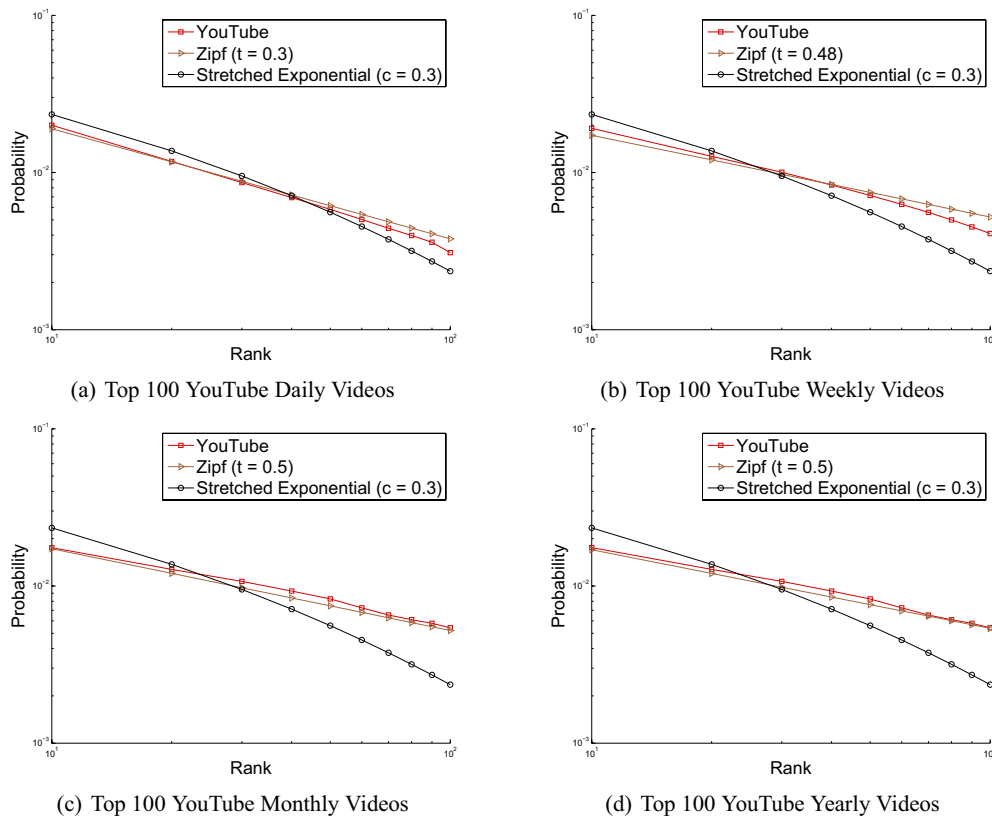 10⁻¹
YouTube
Zipf (t = 0.3)
Stretched Exponential (c = 0.3)
Probability
10⁻²
10⁻³
10¹
10²
Rank
(a) Top 100 YouTube Daily Videos
10⁻¹
YouTube
Zipf (t = 0.48)
Stretched Exponential (c = 0.3)
Probability
10⁻²
10⁻³
10¹
10
Rank
(b) Top 100 YouTube Weekly Videos
10⁻¹
YouTube
Zipf (t = 0.5)
Stretched Exponential (c = 0.3)
Probability
10⁻²
10⁻³
10¹
10²
Rank
(c) Top 100 YouTube Monthly Videos
10⁻¹
YouTube
Zipf (t = 0.5)
Stretched Exponential (c = 0.3)
Probability
10⁻²
10⁻³
10¹
10
Rank
(d) Top 100 YouTube Yearly Videos